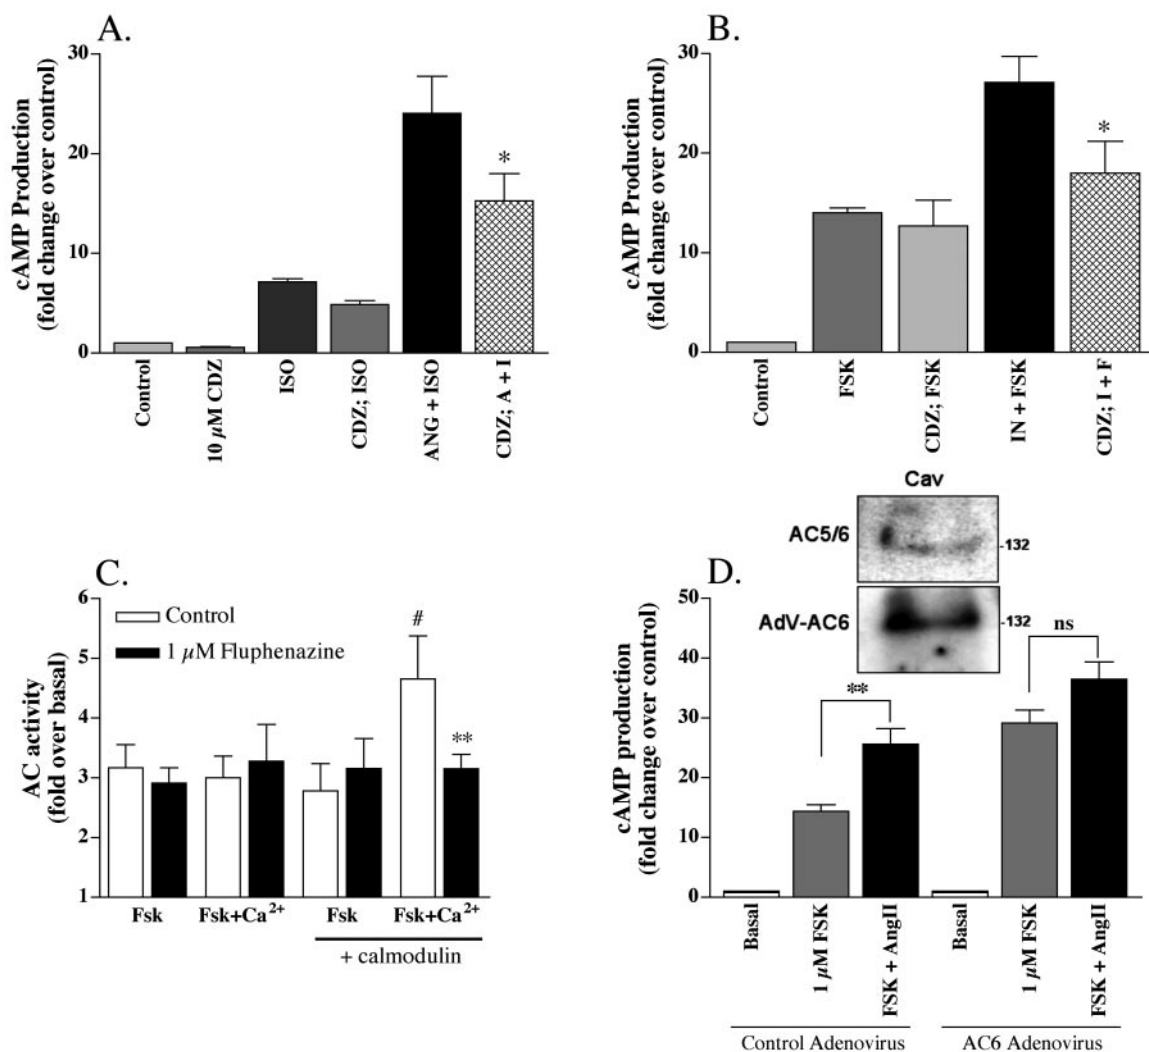 A.
cAMP Production
(fold change over control)
30
20
10
0
*
Control
10 µM CDZ
ISO
CDZ; ISO
ANG + ISO
CDZ; A + I
B.
cAMP Production
(fold change over control)
30
20
10
0
*
Control
FSK
CDZ; FSK
IN + FSK
CDZ; I + F
C.
AC activity
(fold over basal)
6
5
4
3
2
1
Control
1 µM Fluphenazine
#
**
Fsk
Fsk+Ca²⁺
Fsk
Fsk+Ca²⁺
+ calmodulin
Cav
AC5/6
-132
AdV-AC6
-132
D.
cAMP production
(fold change over control)
50
40
30
20
10
0
**
ns
Basal
1 µM FSK
FSK + AngII
Basal
1 µM FSK
FSK + AngII
Control Adenovirus
AC6 Adenovirus